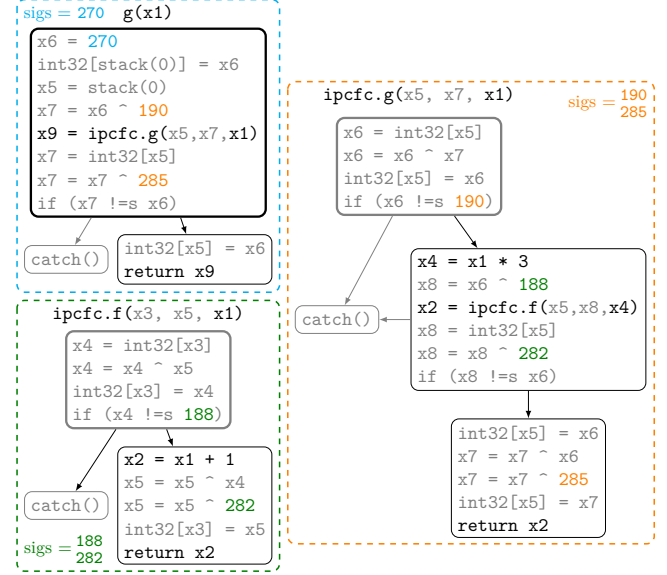 sigs = 270 g(x1)
x6 = 270
int32[stack(0)] = x6
x5 = stack(0)
x7 = x6 ^ 190
x9 = ipcfc.g(x5,x7,x1)
x7 = int32[x5]
x7 = x7 ^ 285
if (x7 !=s x6)
catch()
int32[x5] = x6
return x9
ipcfc.f(x3, x5, x1)
x4 = int32[x3]
x4 = x4 ^ x5
int32[x3] = x4
if (x4 !=s 188)
catch()
x2 = x1 + 1
x5 = x5 ^ x4
x5 = x5 ^ 282
int32[x3] = x5
return x2
sigs = 188
282
ipcfc.g(x5, x7, x1)
sigs = 190
285
x6 = int32[x5]
x6 = x6 ^ x7
int32[x5] = x6
if (x6 !=s 190)
catch()
x4 = x1 * 3
x8 = x6 ^ 188
x2 = ipcfc.f(x5,x8,x4)
x8 = int32[x5]
x8 = x8 ^ 282
if (x8 !=s x6)
int32[x5] = x6
x7 = x7 ^ x6
x7 = x7 ^ 285
int32[x5] = x7
return x2